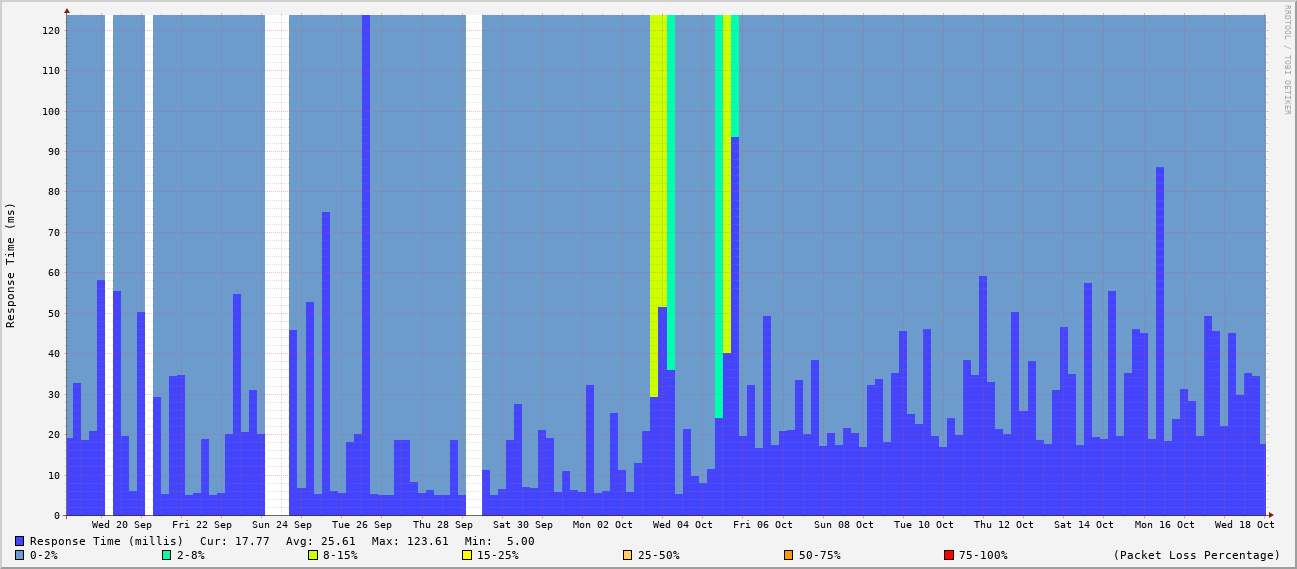 RRDTOOL / TOBI OETIKER
Response Time (ms)
120
110
100
90
80
70
60
50
40
30
20
10
0
Wed 20 Sep Fri 22 Sep Sun 24 Sep Tue 26 Sep Thu 28 Sep Sat 30 Sep Mon 02 Oct Wed 04 Oct Fri 06 Oct Sun 08 Oct Tue 10 Oct Thu 12 Oct Sat 14 Oct Mon 16 Oct Wed 18 Oct
Response Time (millis) Cur: 17.77 Avg: 25.61 Max: 123.61 Min: 5.00
0-2% 2-8% 8-15% 15-25% 25-50% 50-75% 75-100% (Packet Loss Percentage)